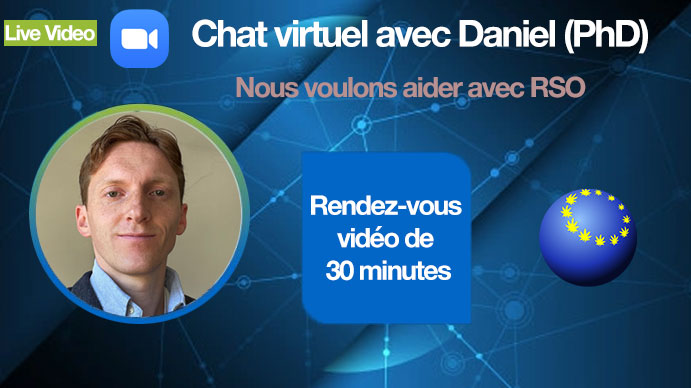 Live Video
Chat virtuel avec Daniel (PhD)
Nous voulons aider avec RSO
Rendez-vous
vidéo de
30 minutes